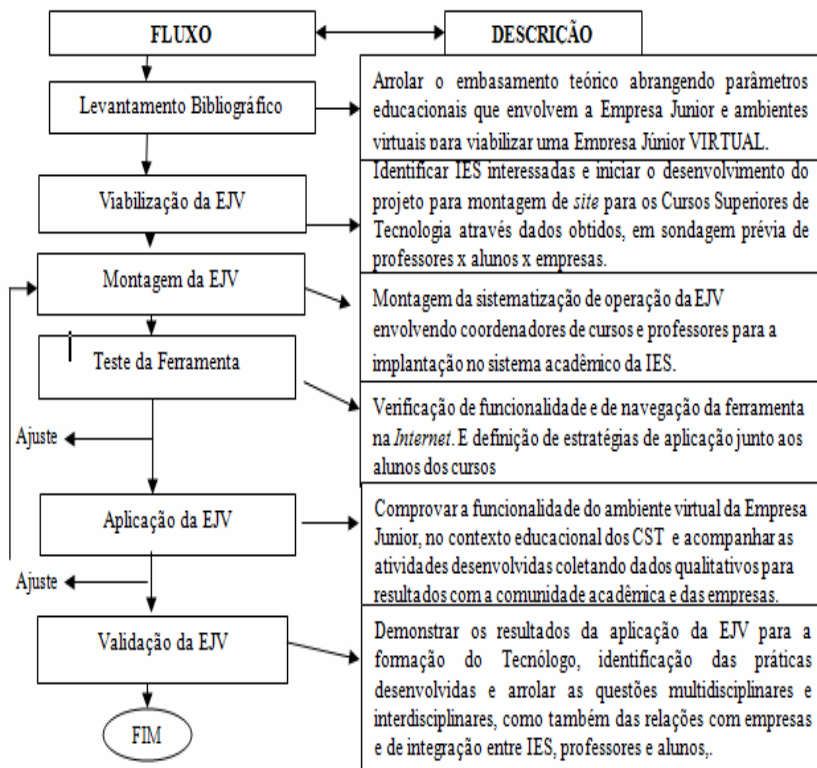 FLUXO
DESCRIÇÃO
Levantamento Bibliográfico
Arrolar o embasamento teórico abrangendo parâmetros
educacionais que envolvem a Empresa Junior e ambientes
virtuais para viabilizar uma Empresa Júnior VIRTUAL.
Viabilização da EJV
Identificar IES interessadas e iniciar o desenvolvimento do
projeto para montagem de site para os Cursos Superiores de
Tecnologia através dados obtidos, em sondagem prévia de
professores x alunos x empresas.
Montagem da EJV
Montagem da sistematização de operação da EJV
envolvendo coordenadores de cursos e professores para a
implantação no sistema acadêmico da IES.
Teste da Ferramenta
Verificação de funcionalidade e de navegação da ferramenta
na Internet. E definição de estratégias de aplicação junto aos
alunos dos cursos
Ajuste
Aplicação da EJV
Comprovar a funcionalidade do ambiente virtual da Empresa
Junior, no contexto educacional dos CST e acompanhar as
atividades desenvolvidas coletando dados qualitativos para
resultados com a comunidade acadêmica e das empresas.
Ajuste
Validação da EJV
Demonstrar os resultados da aplicação da EJV para a
formação do Tecnólogo, identificação das práticas
desenvolvidas e arrolar as questões multidisciplinares e
interdisciplinares, como também das relações com empresas
e de integração entre IES, professores e alunos,.
FIM